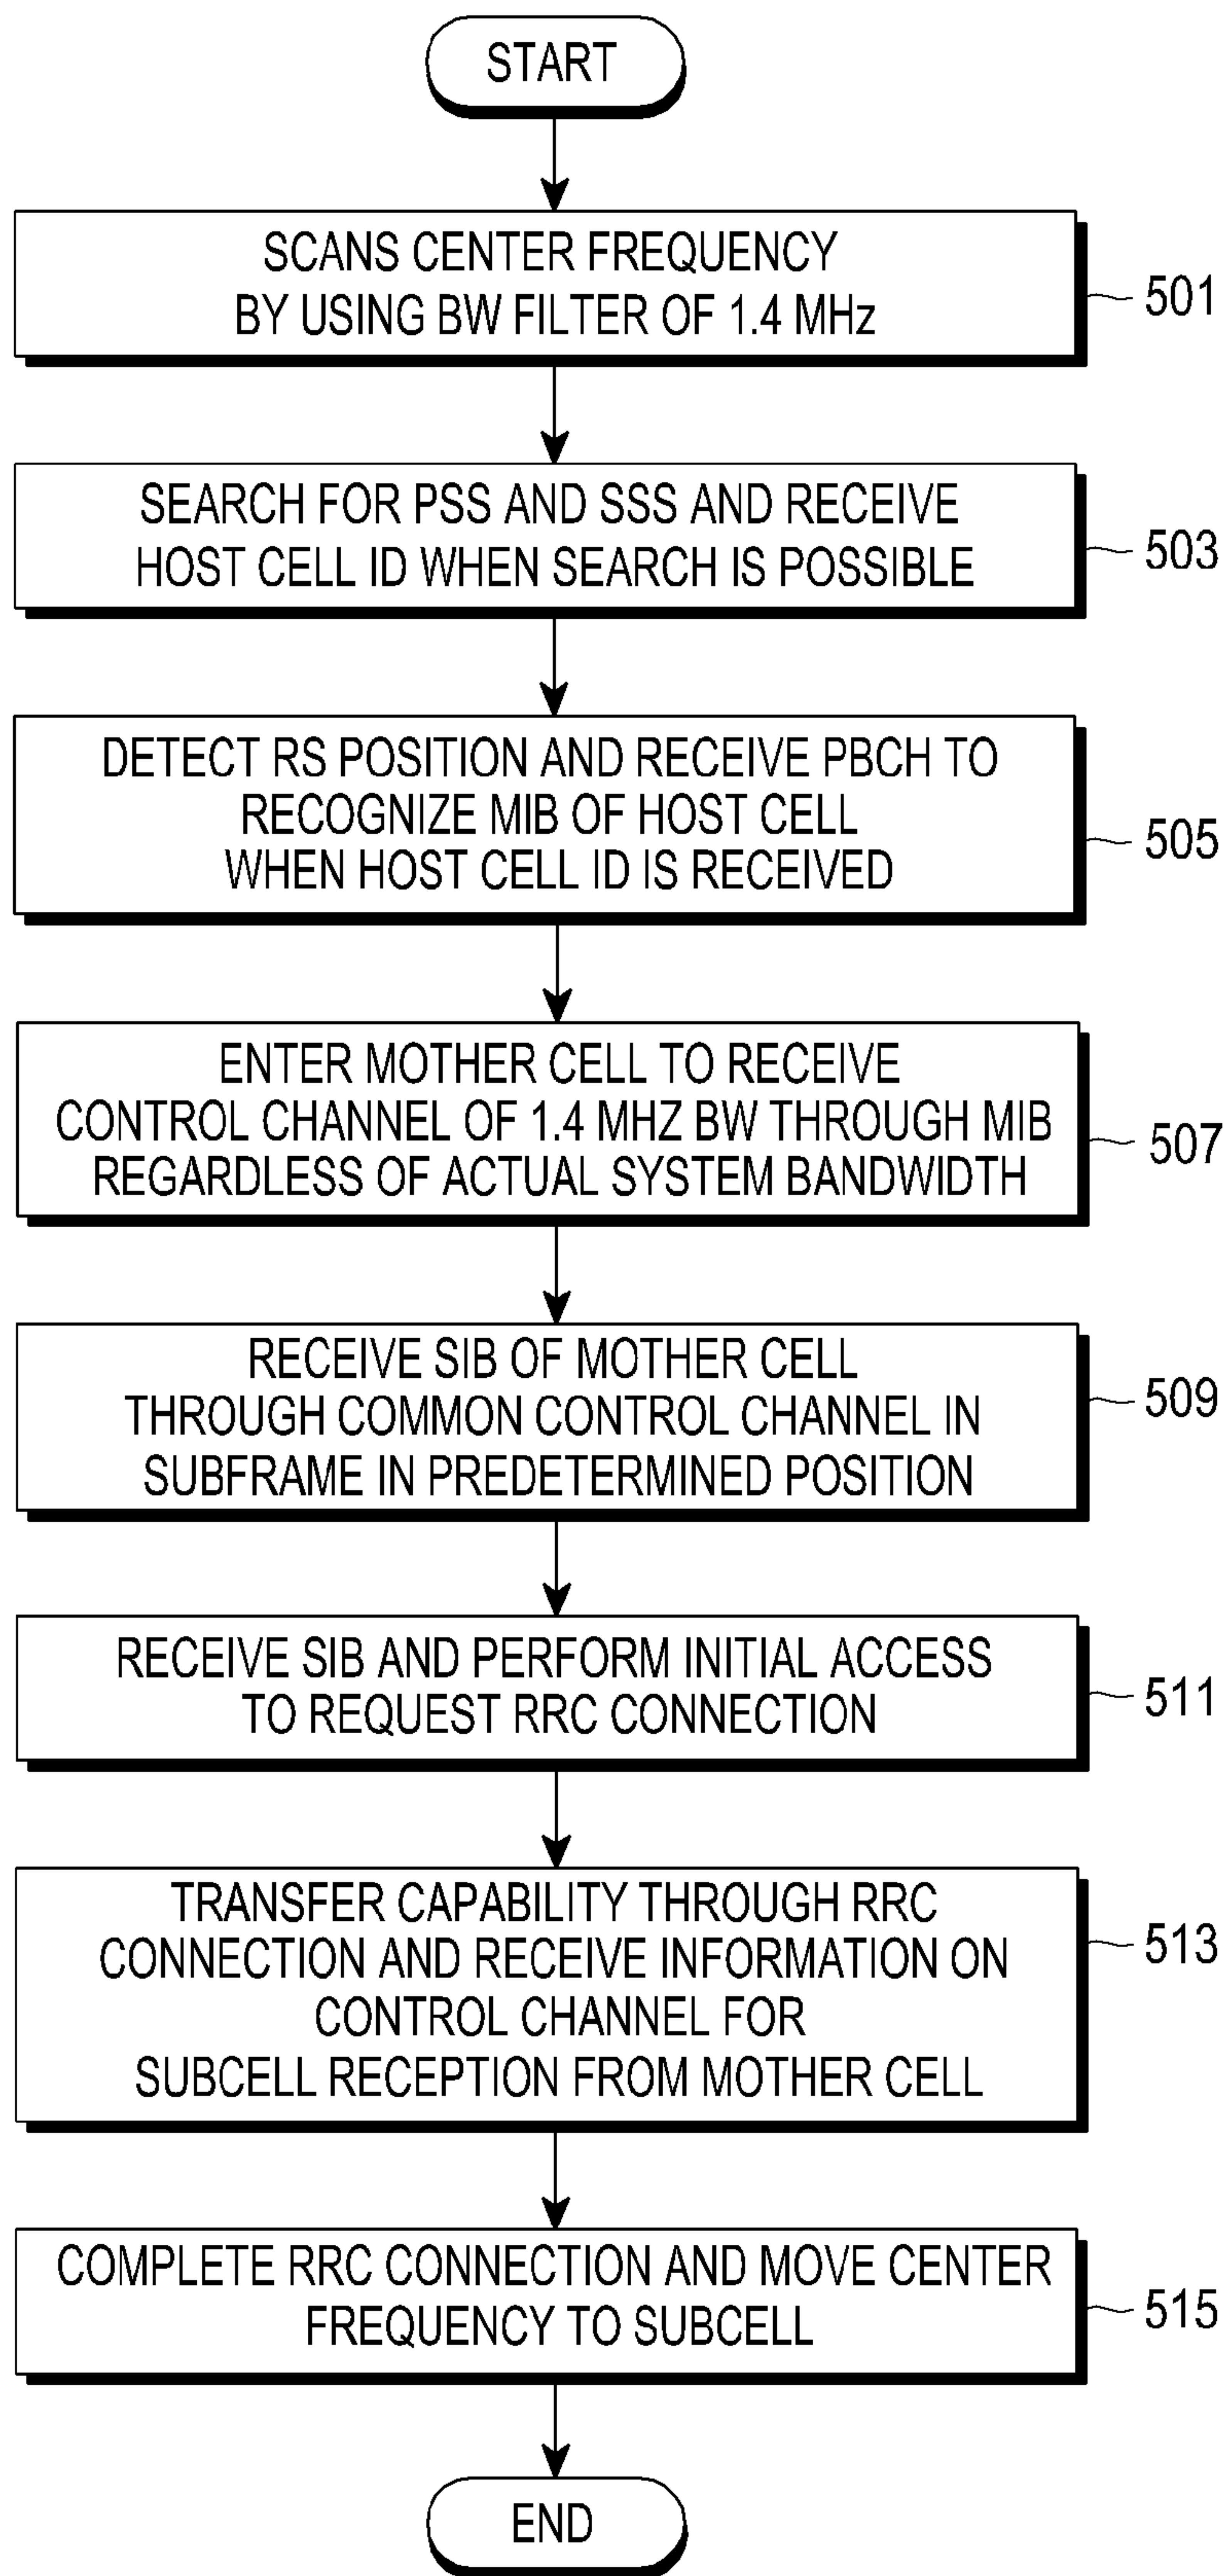 START
SCANS CENTER FREQUENCY
BY USING BW FILTER OF 1.4 MHz
501
SEARCH FOR PSS AND SSS AND RECEIVE
HOST CELL ID WHEN SEARCH IS POSSIBLE
503
DETECT RS POSITION AND RECEIVE PBCH TO
RECOGNIZE MIB OF HOST CELL
WHEN HOST CELL ID IS RECEIVED
505
ENTER MOTHER CELL TO RECEIVE
CONTROL CHANNEL OF 1.4 MHZ BW THROUGH MIB
REGARDLESS OF ACTUAL SYSTEM BANDWIDTH
507
RECEIVE SIB OF MOTHER CELL
THROUGH COMMON CONTROL CHANNEL IN
SUBFRAME IN PREDETERMINED POSITION
509
RECEIVE SIB AND PERFORM INITIAL ACCESS
TO REQUEST RRC CONNECTION
511
TRANSFER CAPABILITY THROUGH RRC
CONNECTION AND RECEIVE INFORMATION ON
CONTROL CHANNEL FOR
SUBCELL RECEPTION FROM MOTHER CELL
513
COMPLETE RRC CONNECTION AND MOVE CENTER
FREQUENCY TO SUBCELL
515
END